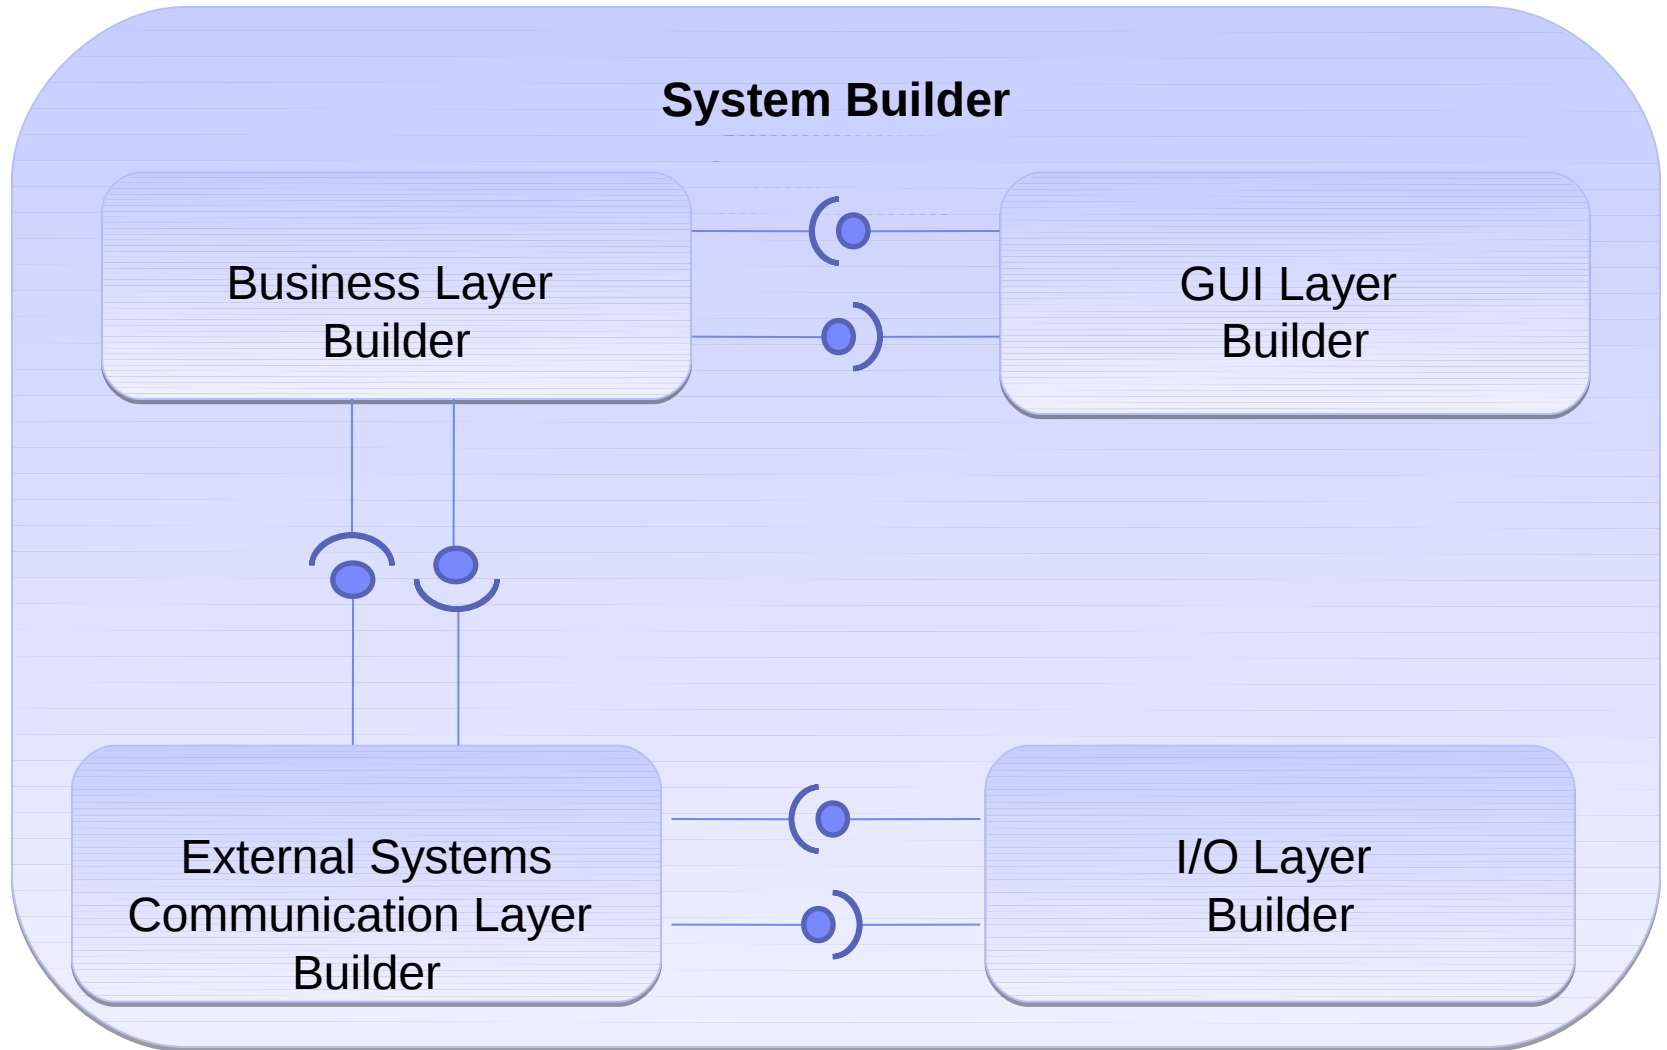 System Builder
Business Layer
Builder
GUI Layer
Builder
External Systems
Communication Layer
Builder
I/O Layer
Builder